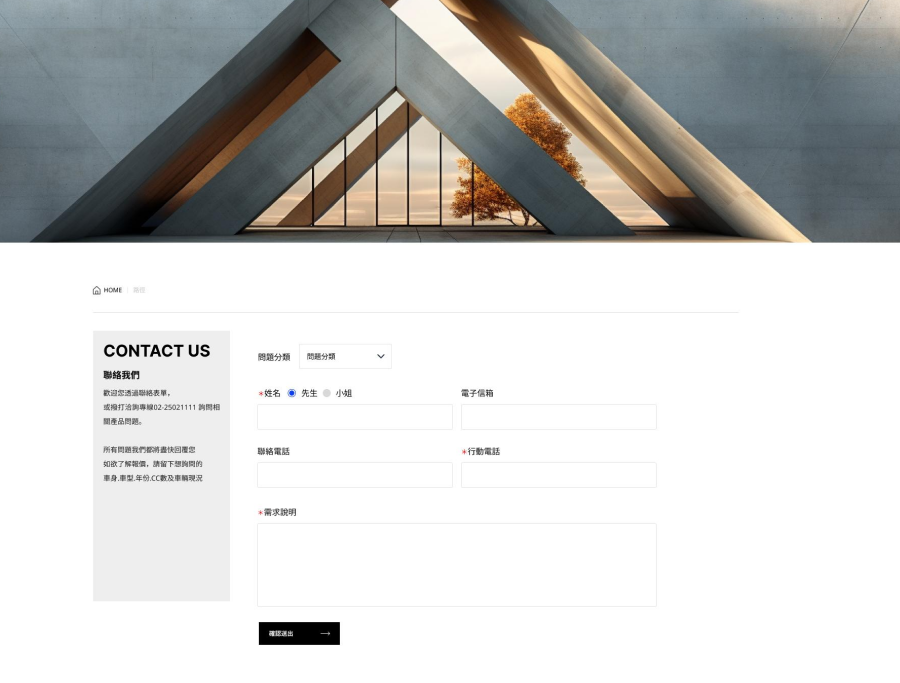 HOME
CONTACT US
聯絡我們
歡迎您透過聯絡表單,
或撥打洽詢專線02-25021111 詢問相
關產品問題。
所有問題我們都將盡快回覆您
如欲了解報價，請留下想詢問的
車身.車型.年份.CC數及車輛現況
問題分類 問題分類
*姓名 先生 小姐
電子信箱
聯絡電話
*行動電話
*需求說明
確認送出